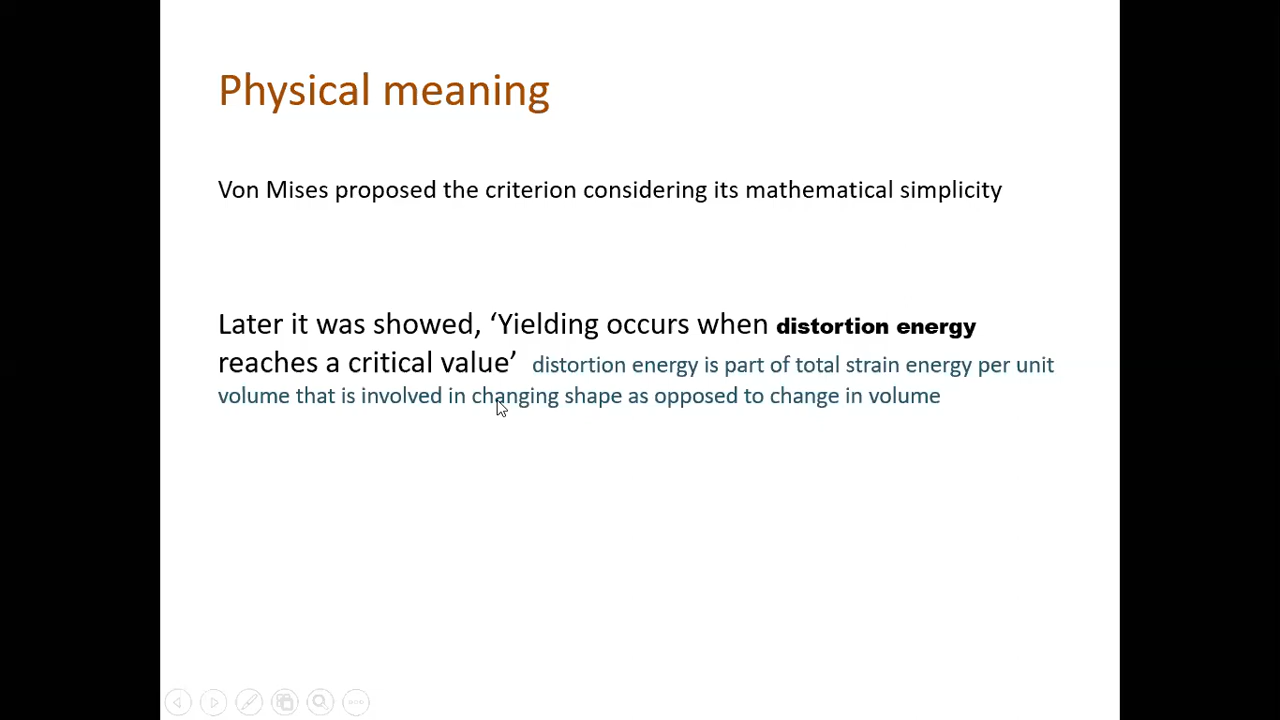 Physical meaning
Von Mises proposed the criterion considering its mathematical simplicity
Later it was showed, ‘Yielding occurs when distortion energy
reaches a critical value’ distortion energy is part of total strain energy per unit
volume that is involved in changing shape as opposed to change in volume